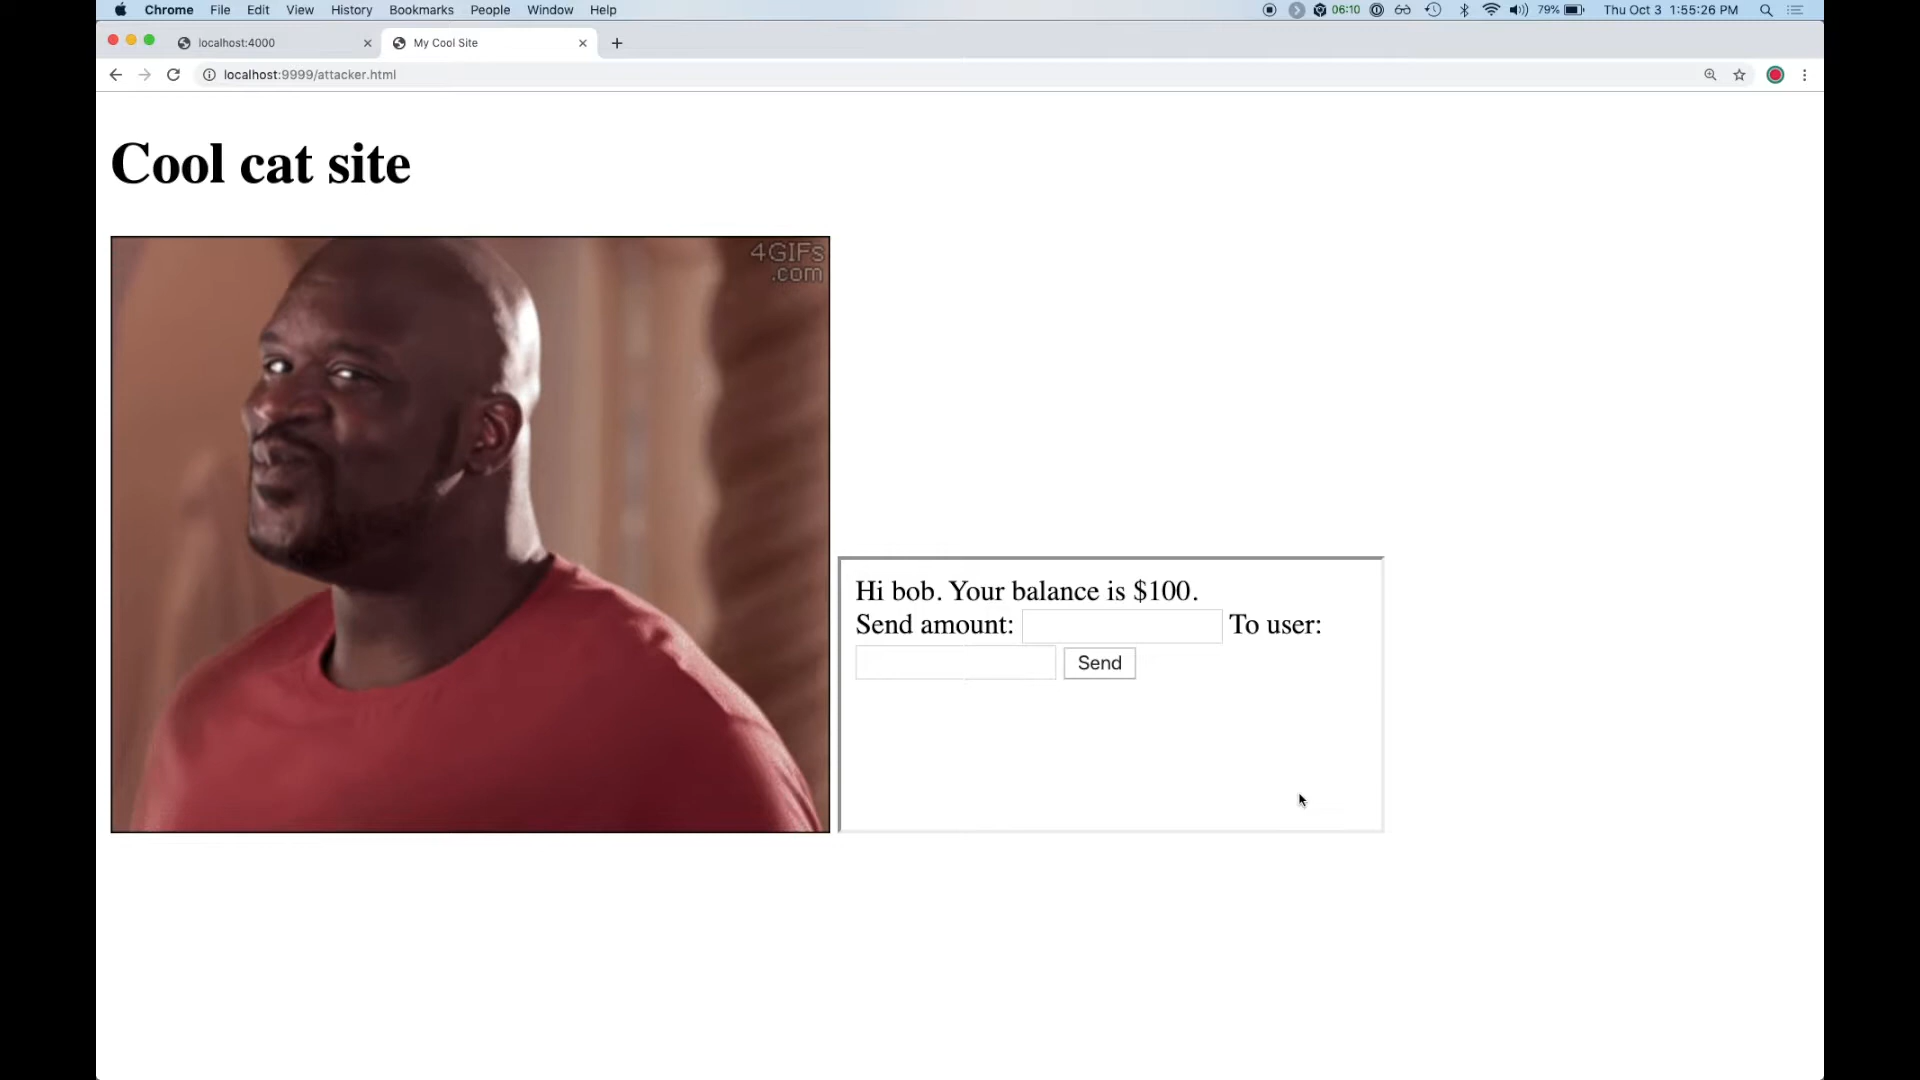 Chrome File Edit View History Bookmarks People Window Help 06:10 79% Thu Oct 3 1:55:26 PM
localhost:4000 My Cool Site
localhost:9999/attacker.html
Cool cat site
4GIFs
.com
Hi bob. Your balance is $100.
Send amount: To user:
Send